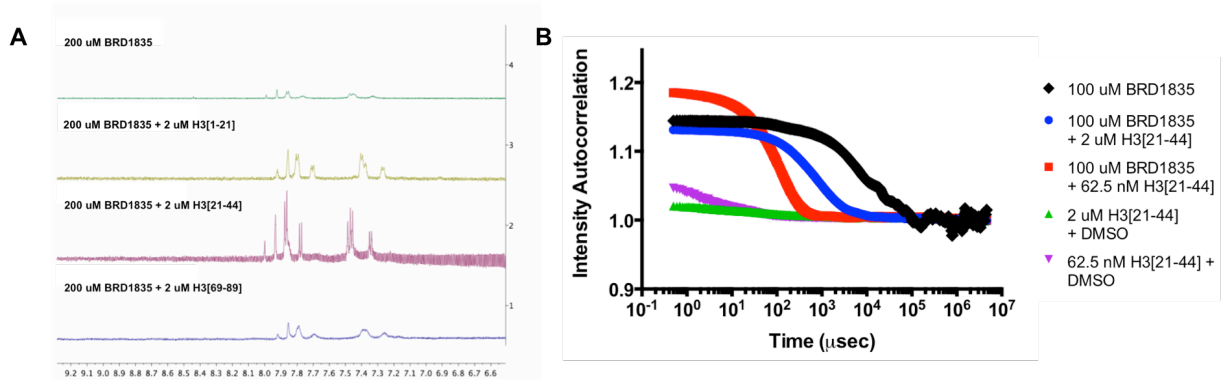 A
200 uM BRD1835
4
200 uM BRD1835 + 2 uM H3[1-21]
3
200 uM BRD1835 + 2 uM H3[21-44]
2
200 uM BRD1835 + 2 uM H3[69-89]
1
9.2 9.1 9.0 8.9 8.8 8.7 8.6 8.5 8.4 8.3 8.2 8.1 8.0 7.9 7.8 7.7 7.6 7.5 7.4 7.3 7.2 7.1 7.0 6.9 6.8 6.7 6.6
B
Intensity Autocorrelation
1.2
1.1
1.0
0.9
10-1 100 101 102 103 104 105 106 107
Time (μsec)
100 uM BRD1835
100 uM BRD1835
+ 2 uM H3[21-44]
100 uM BRD1835
+ 62.5 nM H3[21-44]
2 uM H3[21-44]
+ DMSO
62.5 nM H3[21-44] +
DMSO